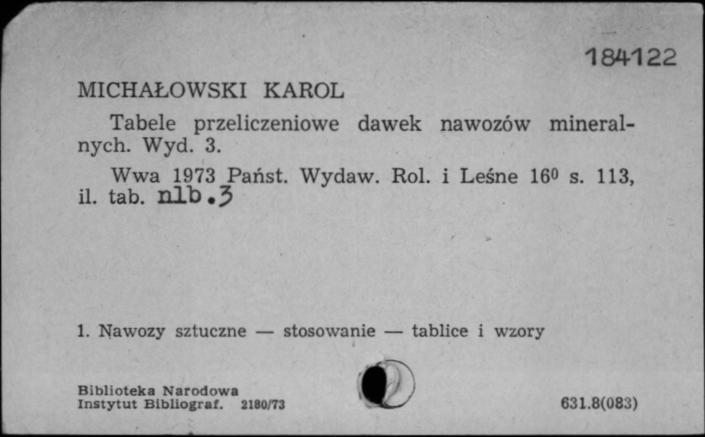 184122
MICHAŁOWSKI KAROL
Tabele przeliczeniowe dawek nawozów mineral-
nych. Wyd. 3.
Wwa 1973 Państ. Wydaw. Rol. i Leśne 16⁰ s. 113,
il. tab. nlb.3
1. Nawozy sztuczne — stosowanie — tablice i wzory
Biblioteka Narodowa
Instytut Bibliograf. 2180/73
631.8(083)